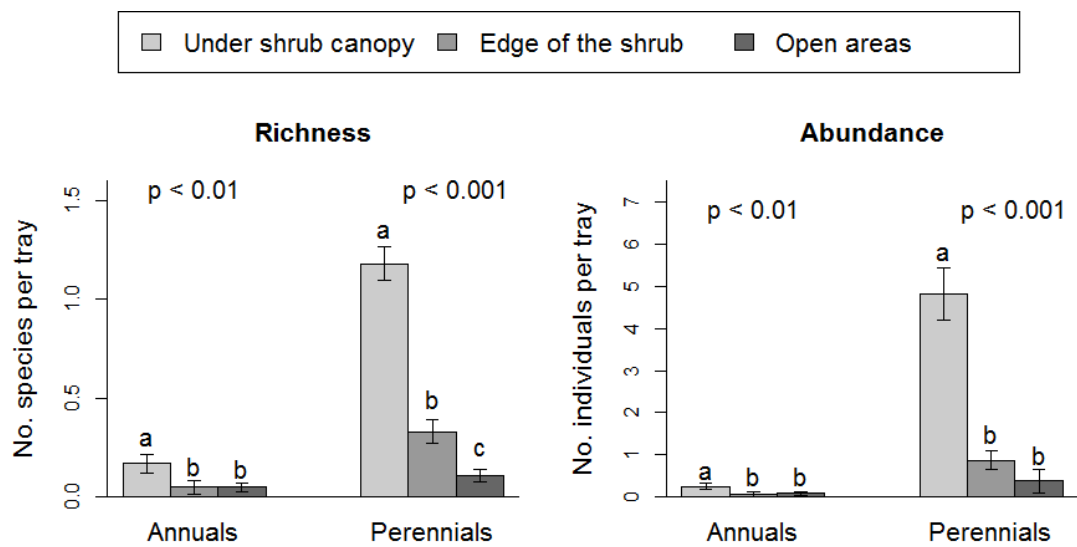 Under shrub canopy Edge of the shrub Open areas
Richness
p < 0.01 p < 0.001
No. species per tray
0.0 0.5 1.0 1.5
a b b a b c
Annuals Perennials
Abundance
p < 0.01 p < 0.001
No. individuals per tray
0 1 2 3 4 5 6 7
a b b a b b
Annuals Perennials